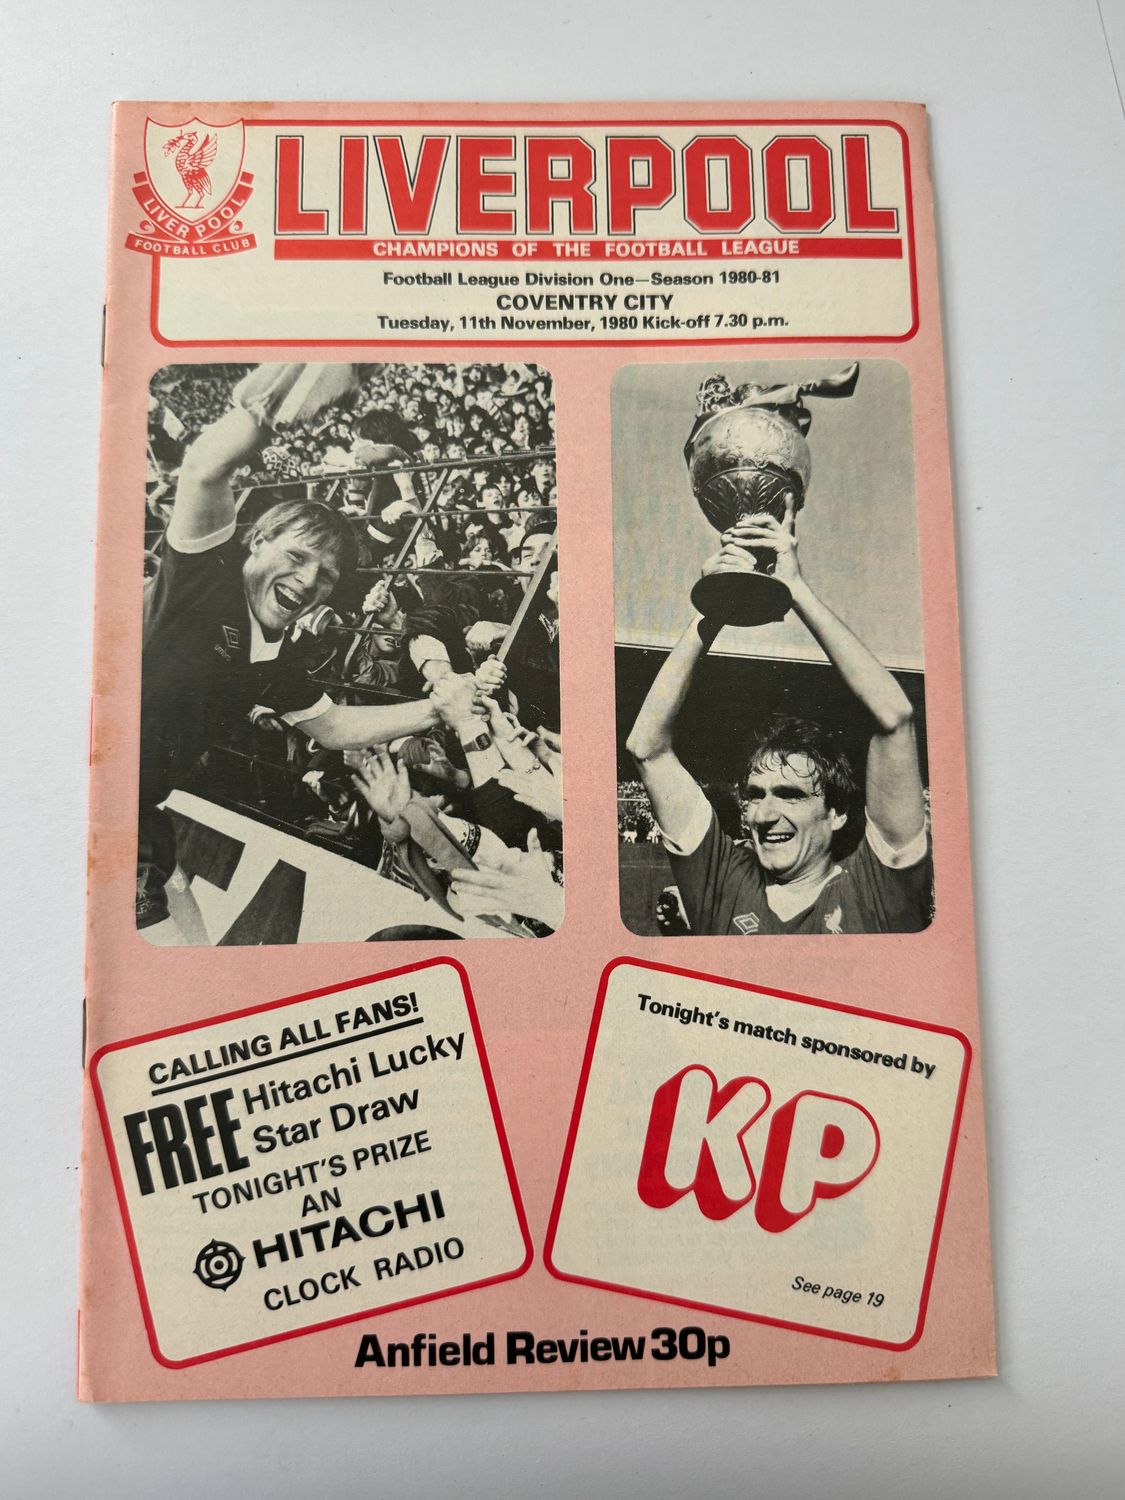 LIVERPOOL
CHAMPIONS OF THE FOOTBALL LEAGUE
LIVERPOOL
FOOTBALL CLUB
Football League Division One—Season 1980-81
COVENTRY CITY
Tuesday, 11th November, 1980 Kick-off 7.30 p.m.
umbro
CALLING ALL FANS!
FREE Hitachi Lucky
Star Draw
TONIGHT'S PRIZE
AN
HITACHI
CLOCK RADIO
Tonight's match sponsored by
KP
See page 19
Anfield Review 30p